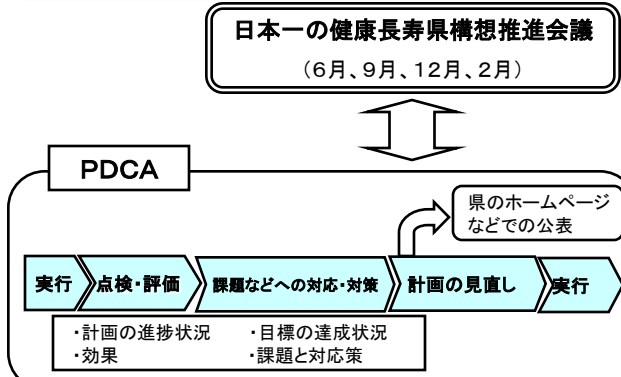 日本一の健康長寿県構想推進会議
（６月、９月、１２月、２月）
PDCA
県のホームページ
などでの公表
実行
点検・評価
課題などへの対応・対策
計画の見直し
実行
・計画の進捗状況　・目標の達成状況
・効果　・課題と対応策